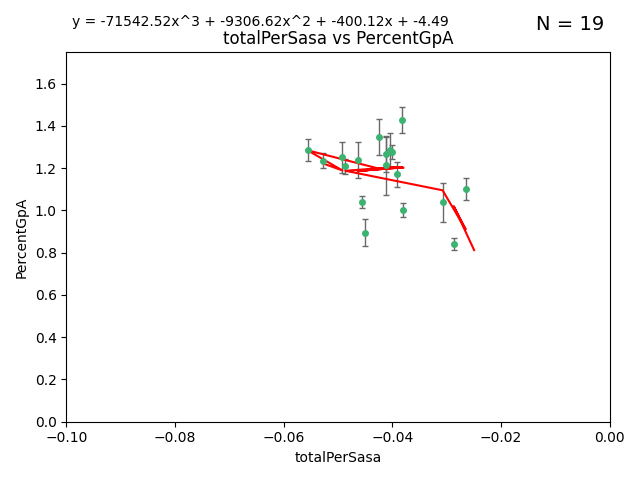 y = -71542.52x^3 + -9306.62x^2 + -400.12x + -4.49
N = 19
totalPerSasa vs PercentGpA
PercentGpA
1.6
1.4
1.2
1.0
0.8
0.6
0.4
0.2
0.0
−0.10 −0.08 −0.06 −0.04 −0.02 0.00
totalPerSasa